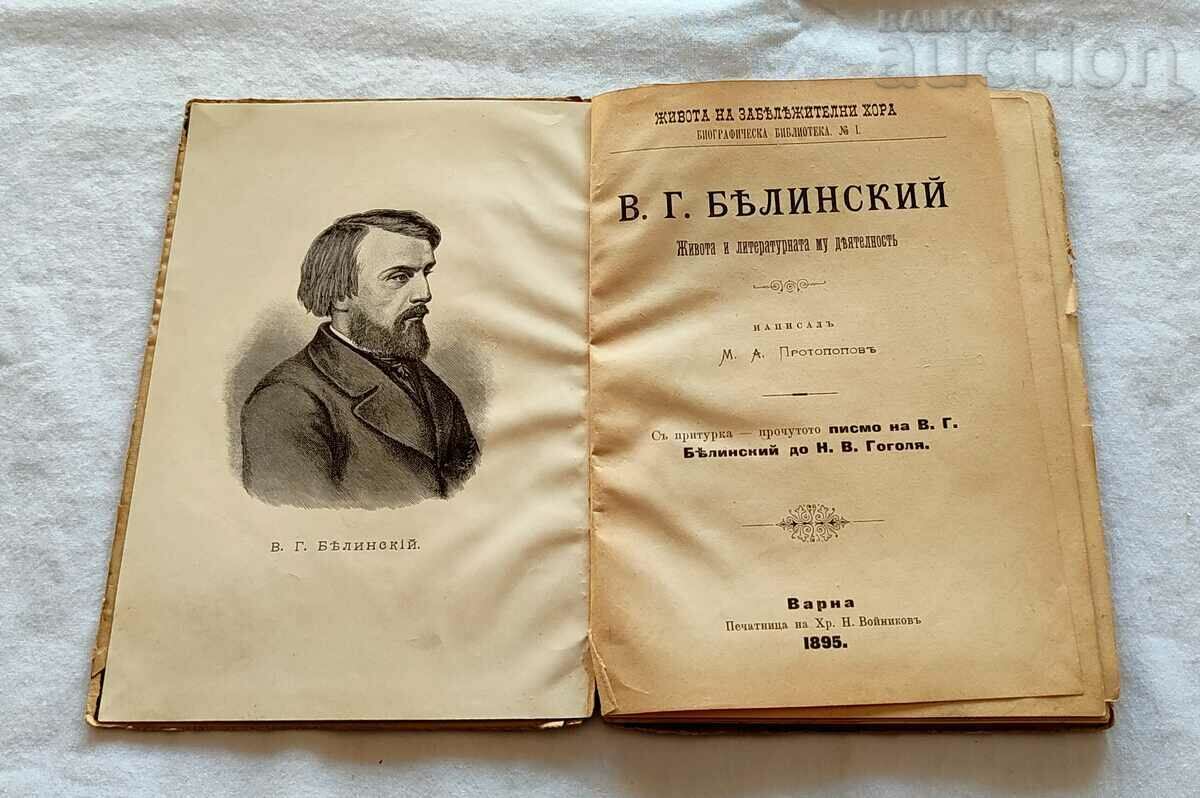 BALKAN
auction
В. Г. БѢЛИНСКІЙ.
ЖИВОТА НА ЗАБѢЛѢЖИТЕЛНИ ХОРА
БИОГРАФИЧЕСКА БИБЛИОТЕКА. № 1.
В. Г. БѢЛИНСКИЙ
Живота и литературната му дѣятелность
НАПИСАЛЪ
М. А. ПРОТОПОПОВЪ
Съ притурка — прочутото писмо на В. Г.
Бѣлинский до Н. В. Гоголя.
Варна
Печатница на Хр. Н. Войниковъ
1895.